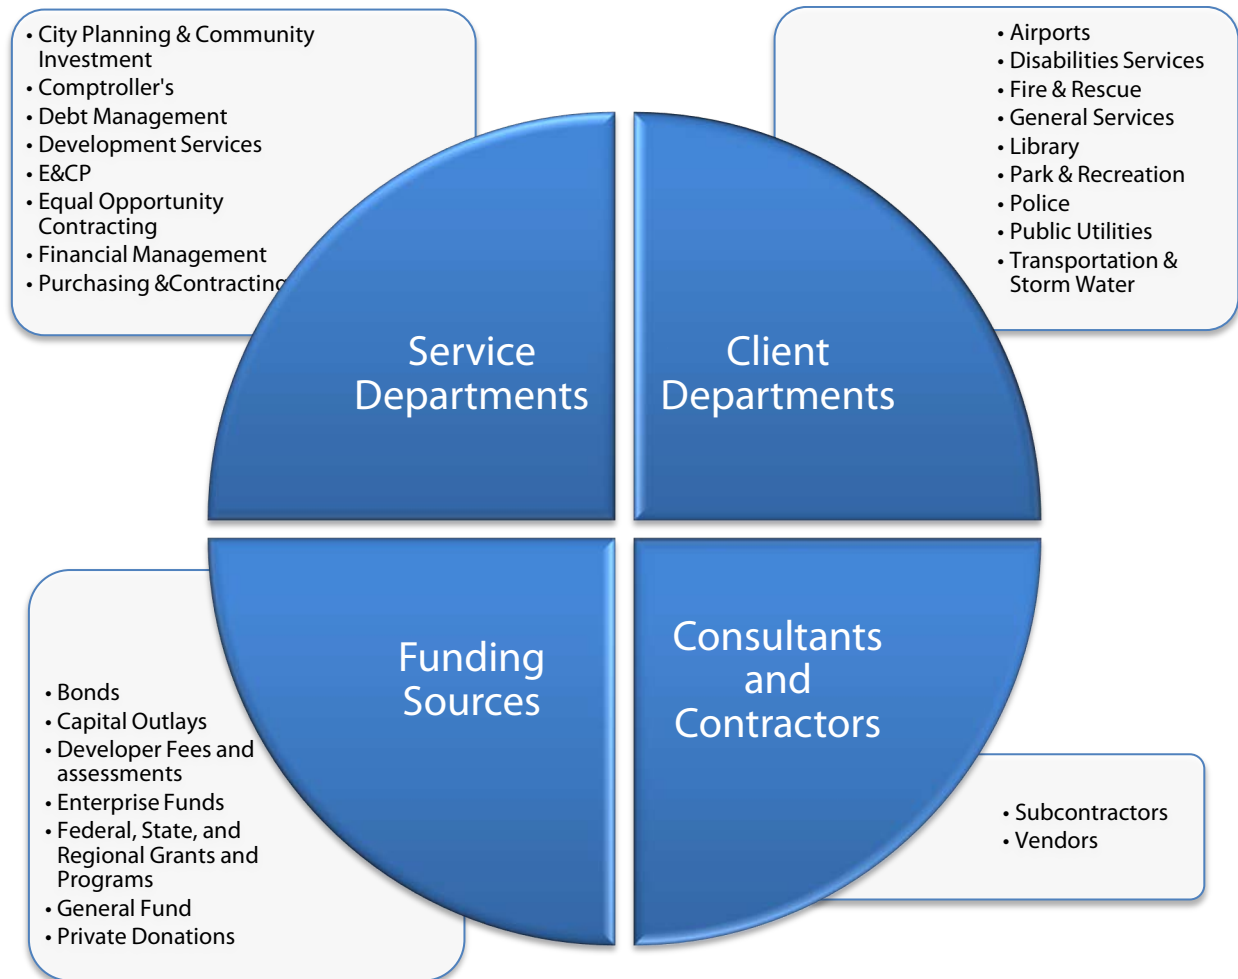 • City Planning & Community
Investment
• Comptroller's
• Debt Management
• Development Services
• E&CP
• Equal Opportunity
Contracting
• Financial Management
• Purchasing &Contracting
• Airports
• Disabilities Services
• Fire & Rescue
• General Services
• Library
• Park & Recreation
• Police
• Public Utilities
• Transportation &
Storm Water
Service
Departments
Client
Departments
Funding
Sources
Consultants
and
Contractors
• Bonds
• Capital Outlays
• Developer Fees and
assessments
• Enterprise Funds
• Federal, State, and
Regional Grants and
Programs
• General Fund
• Private Donations
• Subcontractors
• Vendors